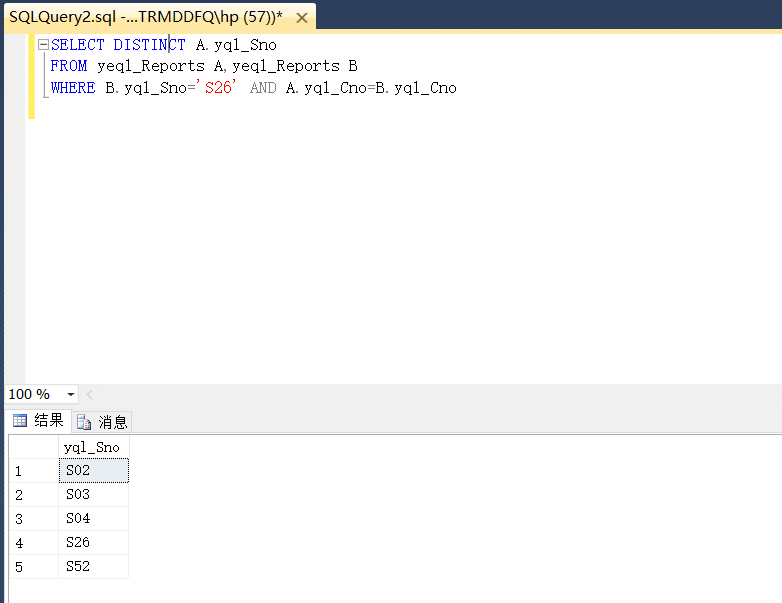 SQLQuery2.sql -...TRMDDFQ\hp (57))*
SELECT DISTINCT A.yql_Sno
FROM yeql_Reports A,yeql_Reports B
WHERE B.yql_Sno='S26' AND A.yql_Cno=B.yql_Cno
100 %
结果 消息
yql_Sno
1 S02
2 S03
3 S04
4 S26
5 S52